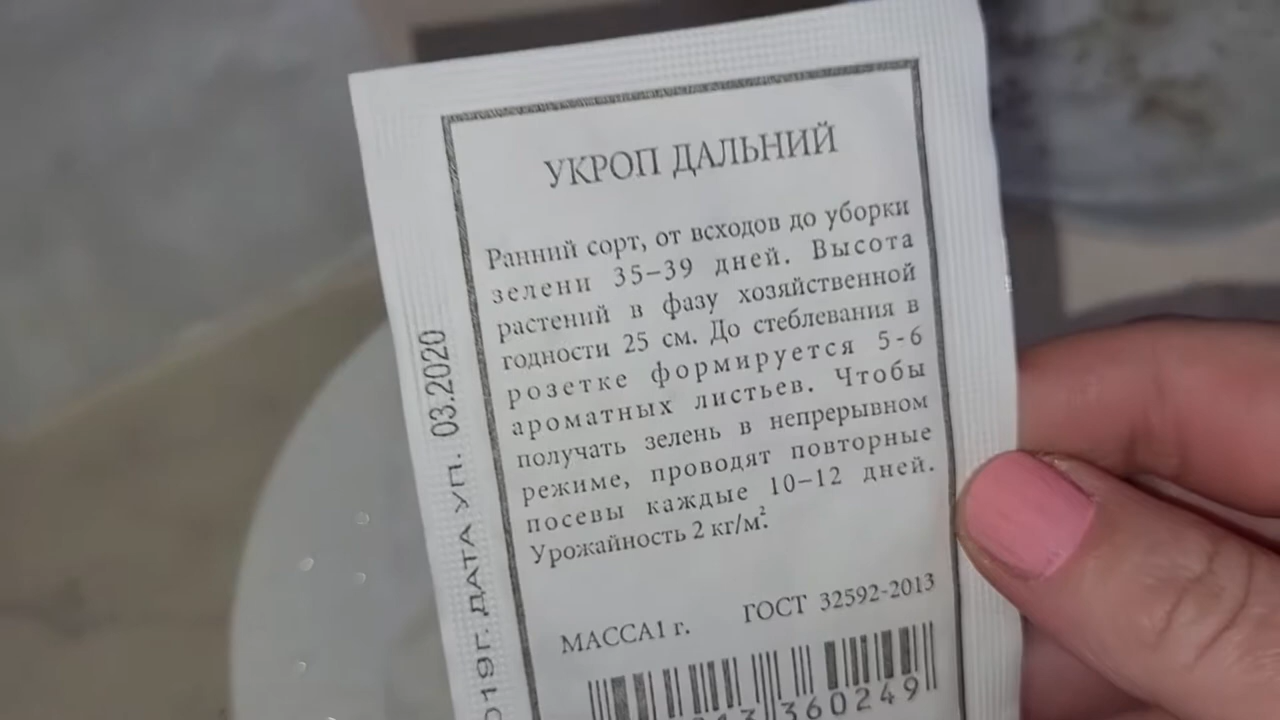 УКРОП ДАЛЬНИЙ
Ранний сорт, от всходов до уборки
зелени 35–39 дней. Высота
растений в фазу хозяйственной
годности 25 см. До стеблевания в
розетке формируется 5-6
ароматных листьев. Чтобы
получать зелень в непрерывном
режиме, проводят повторные
посевы каждые 10–12 дней.
Урожайность 2 кг/м².
МАССА1 г. ГОСТ 32592-2013
360249
19Г. ДАТА УП. 03.2020